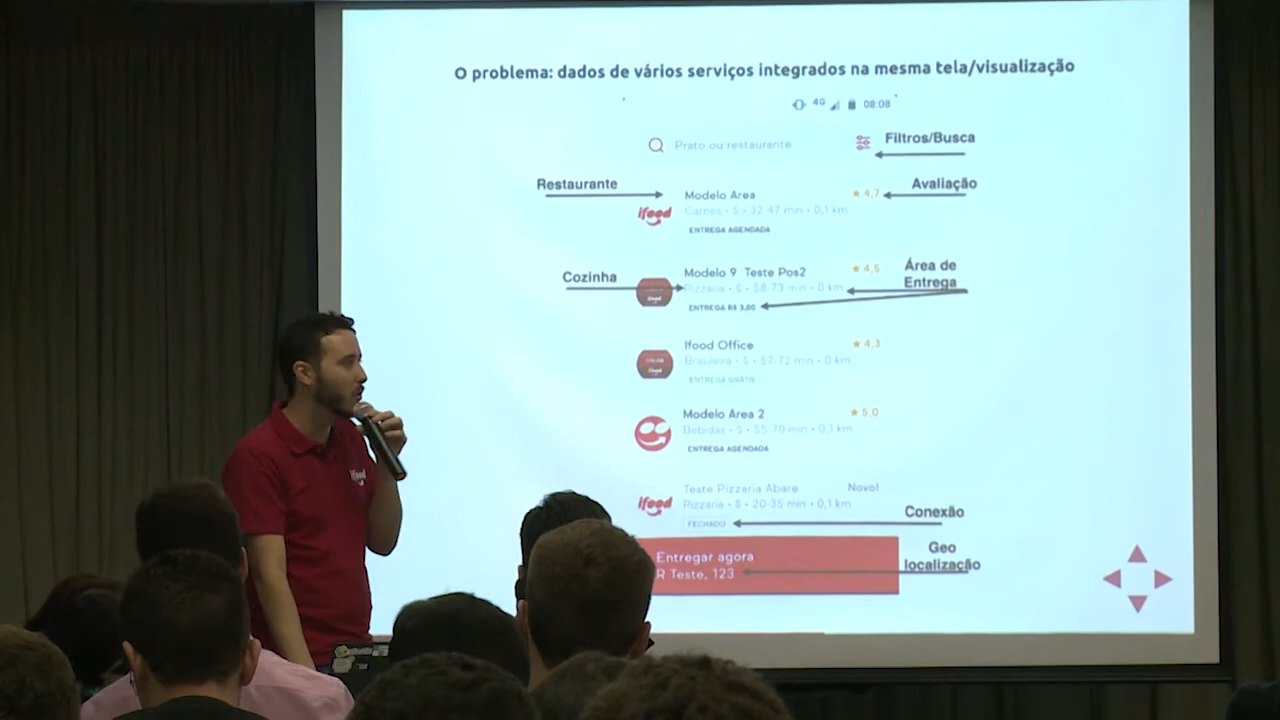 O problema: dados de vários serviços integrados na mesma tela/visualização
4G 08:08
Prato ou restaurante
Filtros/Busca
Restaurante
Modelo Area
4,7
Avaliação
ifood
Carnes • $ • 32-47 min • 0,1 km
ENTREGA AGENDADA
Cozinha
Modelo 9 Teste Pos2
4,5
Área de
Entrega
Pizzaria • $ • 58-73 min • 0 km
ENTREGA R$ 3,00
Ifood Office
4,3
Brasileira • $ • 57-72 min • 0 km
ENTREGA GRÁTIS
Modelo Area 2
5,0
Bebidas • $ • 55-70 min • 0,1 km
ENTREGA AGENDADA
Teste Pizzaria Abare
Novo!
ifood
Pizzaria • $ • 20-35 min • 0,1 km
FECHADO
Conexão
Entregar agora
R Teste, 123
Geo
localização
ifood